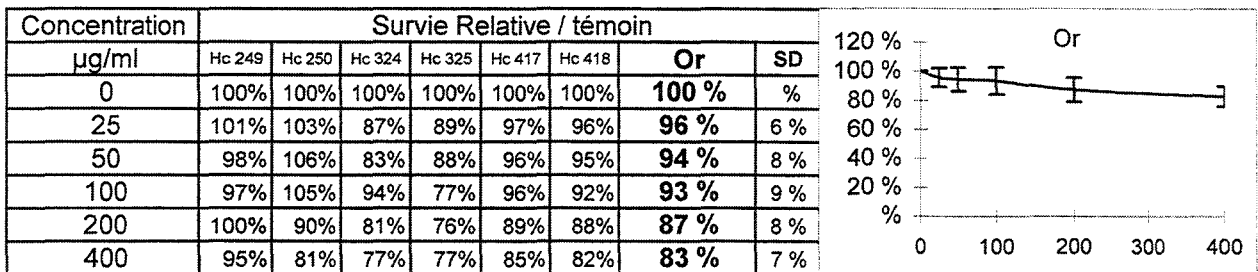 Concentration Survie Relative / témoin
µg/ml Hc 249 Hc 250 Hc 324 Hc 325 Hc 417 Hc 418 Or SD
0 100% 100% 100% 100% 100% 100% 100 % %
25 101% 103% 87% 89% 97% 96% 96 % 6 %
50 98% 106% 83% 88% 96% 95% 94 % 8 %
100 97% 105% 94% 77% 96% 92% 93 % 9 %
200 100% 90% 81% 76% 89% 88% 87 % 8 %
400 95% 81% 77% 77% 85% 82% 83 % 7 %
Or
120 %
100 %
80 %
60 %
40 %
20 %
%
0 100 200 300 400